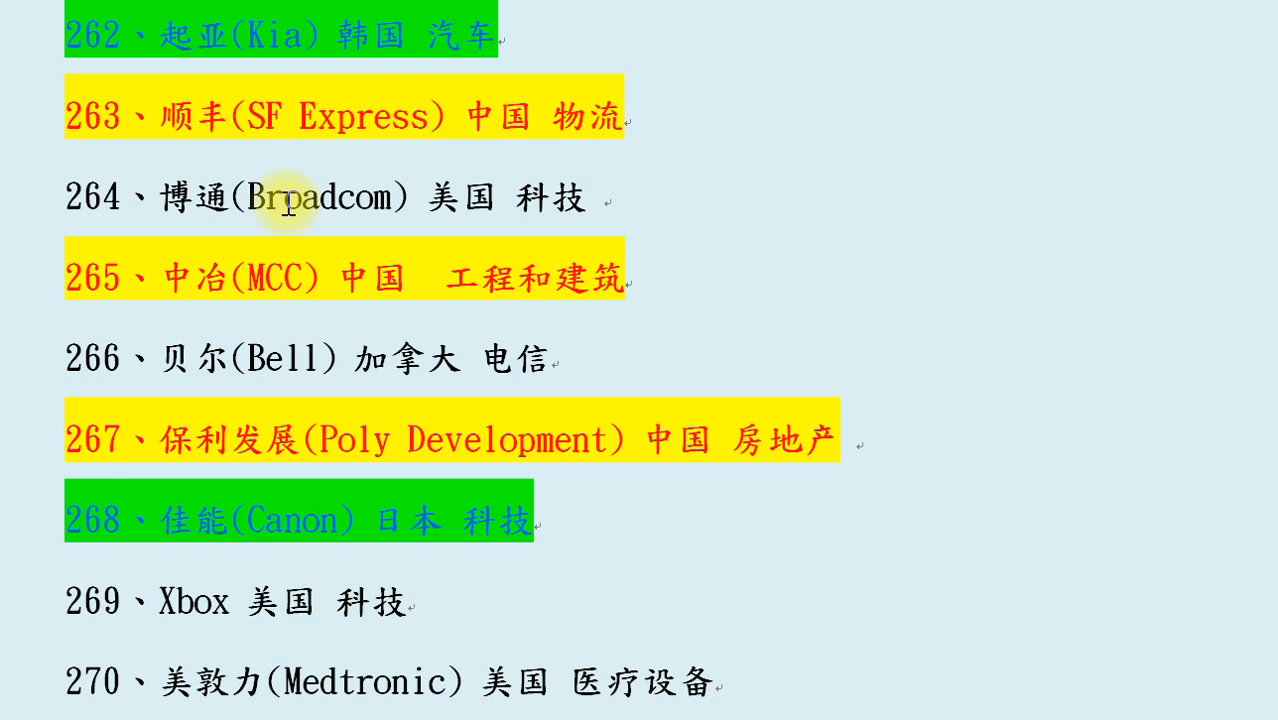 262、起亚(Kia) 韩国 汽车
263、顺丰(SF Express) 中国 物流
264、博通(Broadcom) 美国 科技
265、中冶(MCC) 中国 工程和建筑
266、贝尔(Bell) 加拿大 电信
267、保利发展(Poly Development) 中国 房地产
268、佳能(Canon) 日本 科技
269、Xbox 美国 科技
270、美敦力(Medtronic) 美国 医疗设备